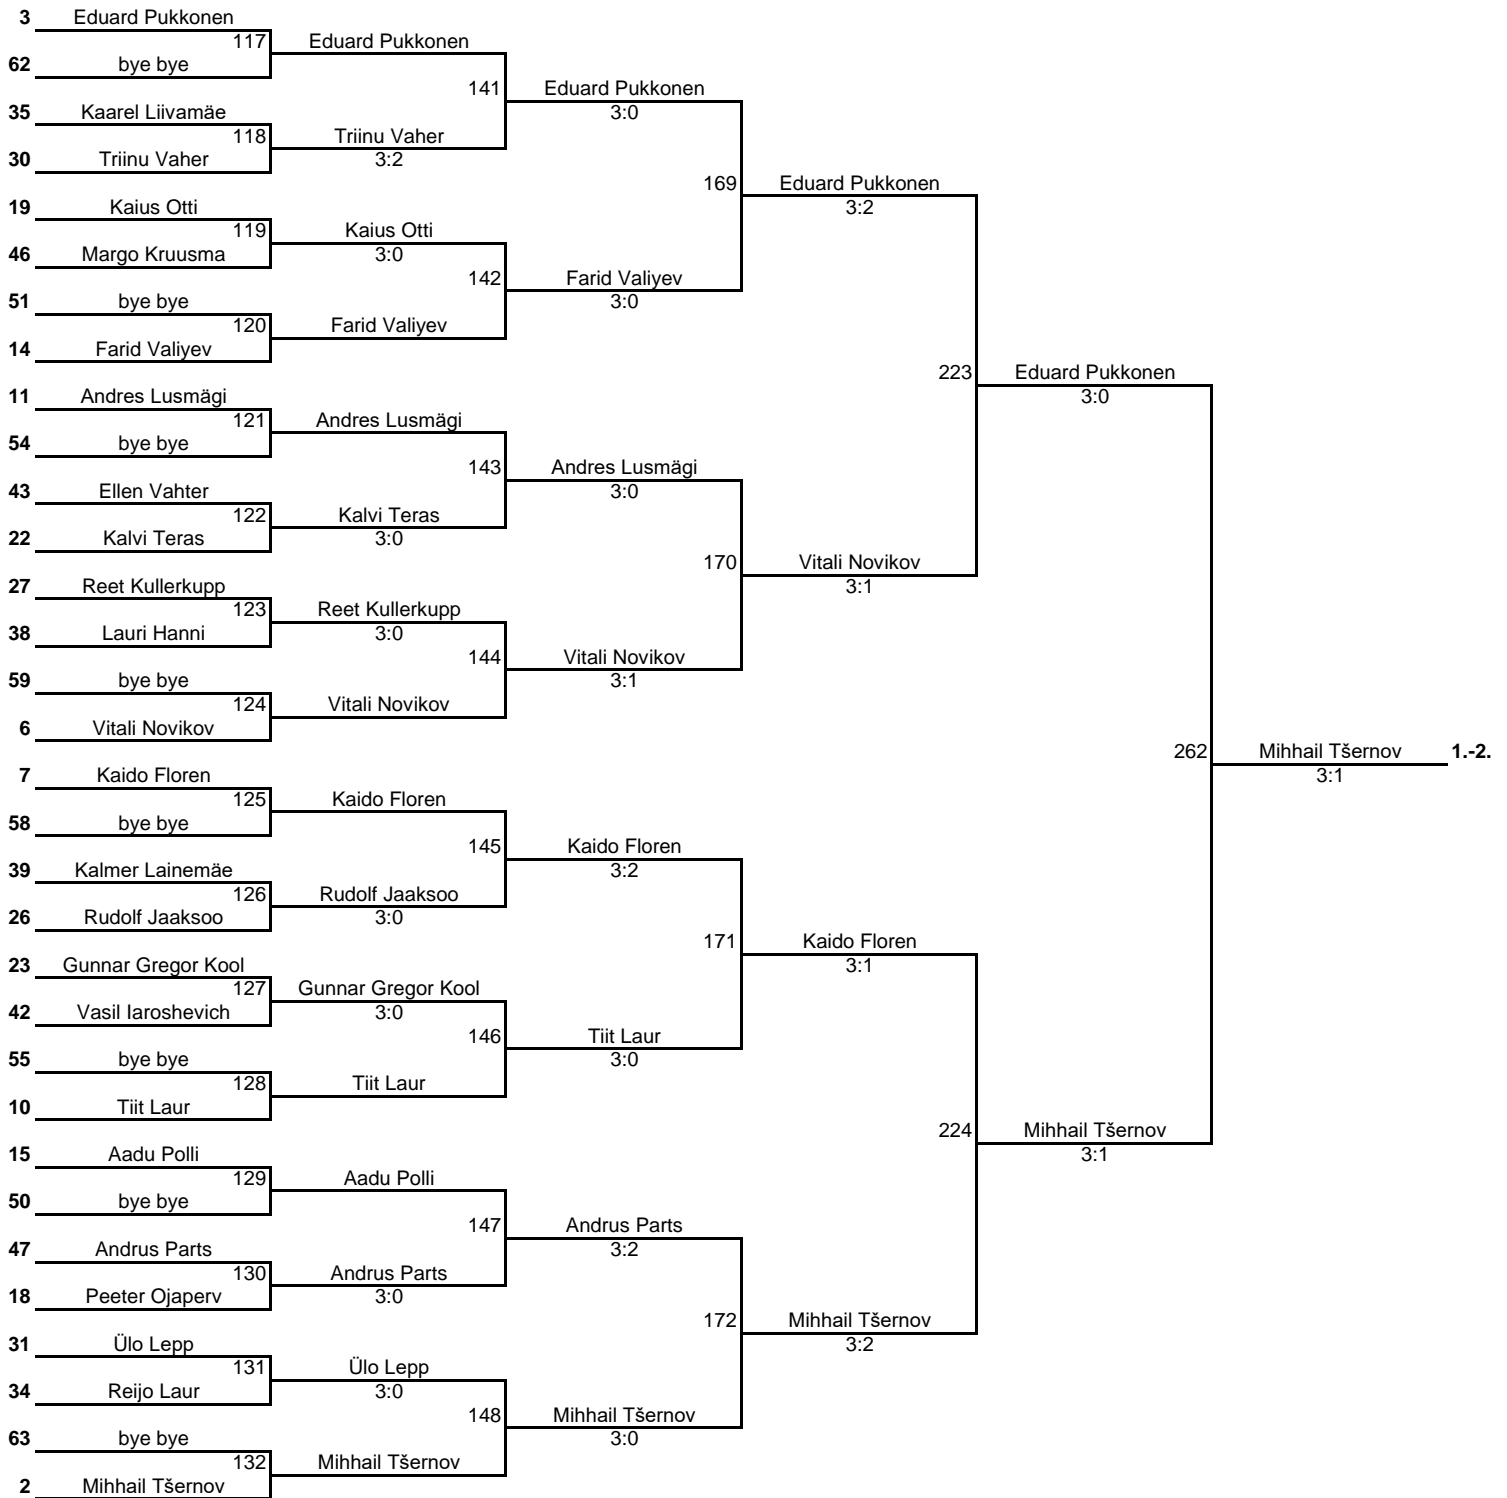 3 Eduard Pukkonen
117 Eduard Pukkonen
62 bye bye
141 Eduard Pukkonen
3:0
35 Kaarel Liivamäe
118 Triinu Vaher
3:2
30 Triinu Vaher
169 Eduard Pukkonen
3:2
19 Kaius Otti
119 Kaius Otti
3:0
46 Margo Kruusma
142 Farid Valiyev
3:0
51 bye bye
120 Farid Valiyev
14 Farid Valiyev
223 Eduard Pukkonen
3:0
11 Andres Lusmägi
121 Andres Lusmägi
54 bye bye
143 Andres Lusmägi
3:0
43 Ellen Vahter
122 Kalvi Teras
3:0
22 Kalvi Teras
170 Vitali Novikov
3:1
27 Reet Kullerkupp
123 Reet Kullerkupp
3:0
38 Lauri Hanni
144 Vitali Novikov
3:1
59 bye bye
124 Vitali Novikov
6 Vitali Novikov
262 Mihhail Tšernov 1.-2.
3:1
7 Kaido Floren
125 Kaido Floren
58 bye bye
145 Kaido Floren
3:2
39 Kalmer Lainemäe
126 Rudolf Jaaksoo
3:0
26 Rudolf Jaaksoo
171 Kaido Floren
3:1
23 Gunnar Gregor Kool
127 Gunnar Gregor Kool
3:0
42 Vasil Iaroshevich
146 Tiit Laur
3:0
55 bye bye
128 Tiit Laur
10 Tiit Laur
224 Mihhail Tšernov
3:1
15 Aadu Polli
129 Aadu Polli
50 bye bye
147 Andrus Parts
3:2
47 Andrus Parts
130 Andrus Parts
3:0
18 Peeter Ojaperv
172 Mihhail Tšernov
3:2
31 Ülo Lepp
131 Ülo Lepp
3:0
34 Reijo Laur
148 Mihhail Tšernov
3:0
63 bye bye
132 Mihhail Tšernov
2 Mihhail Tšernov